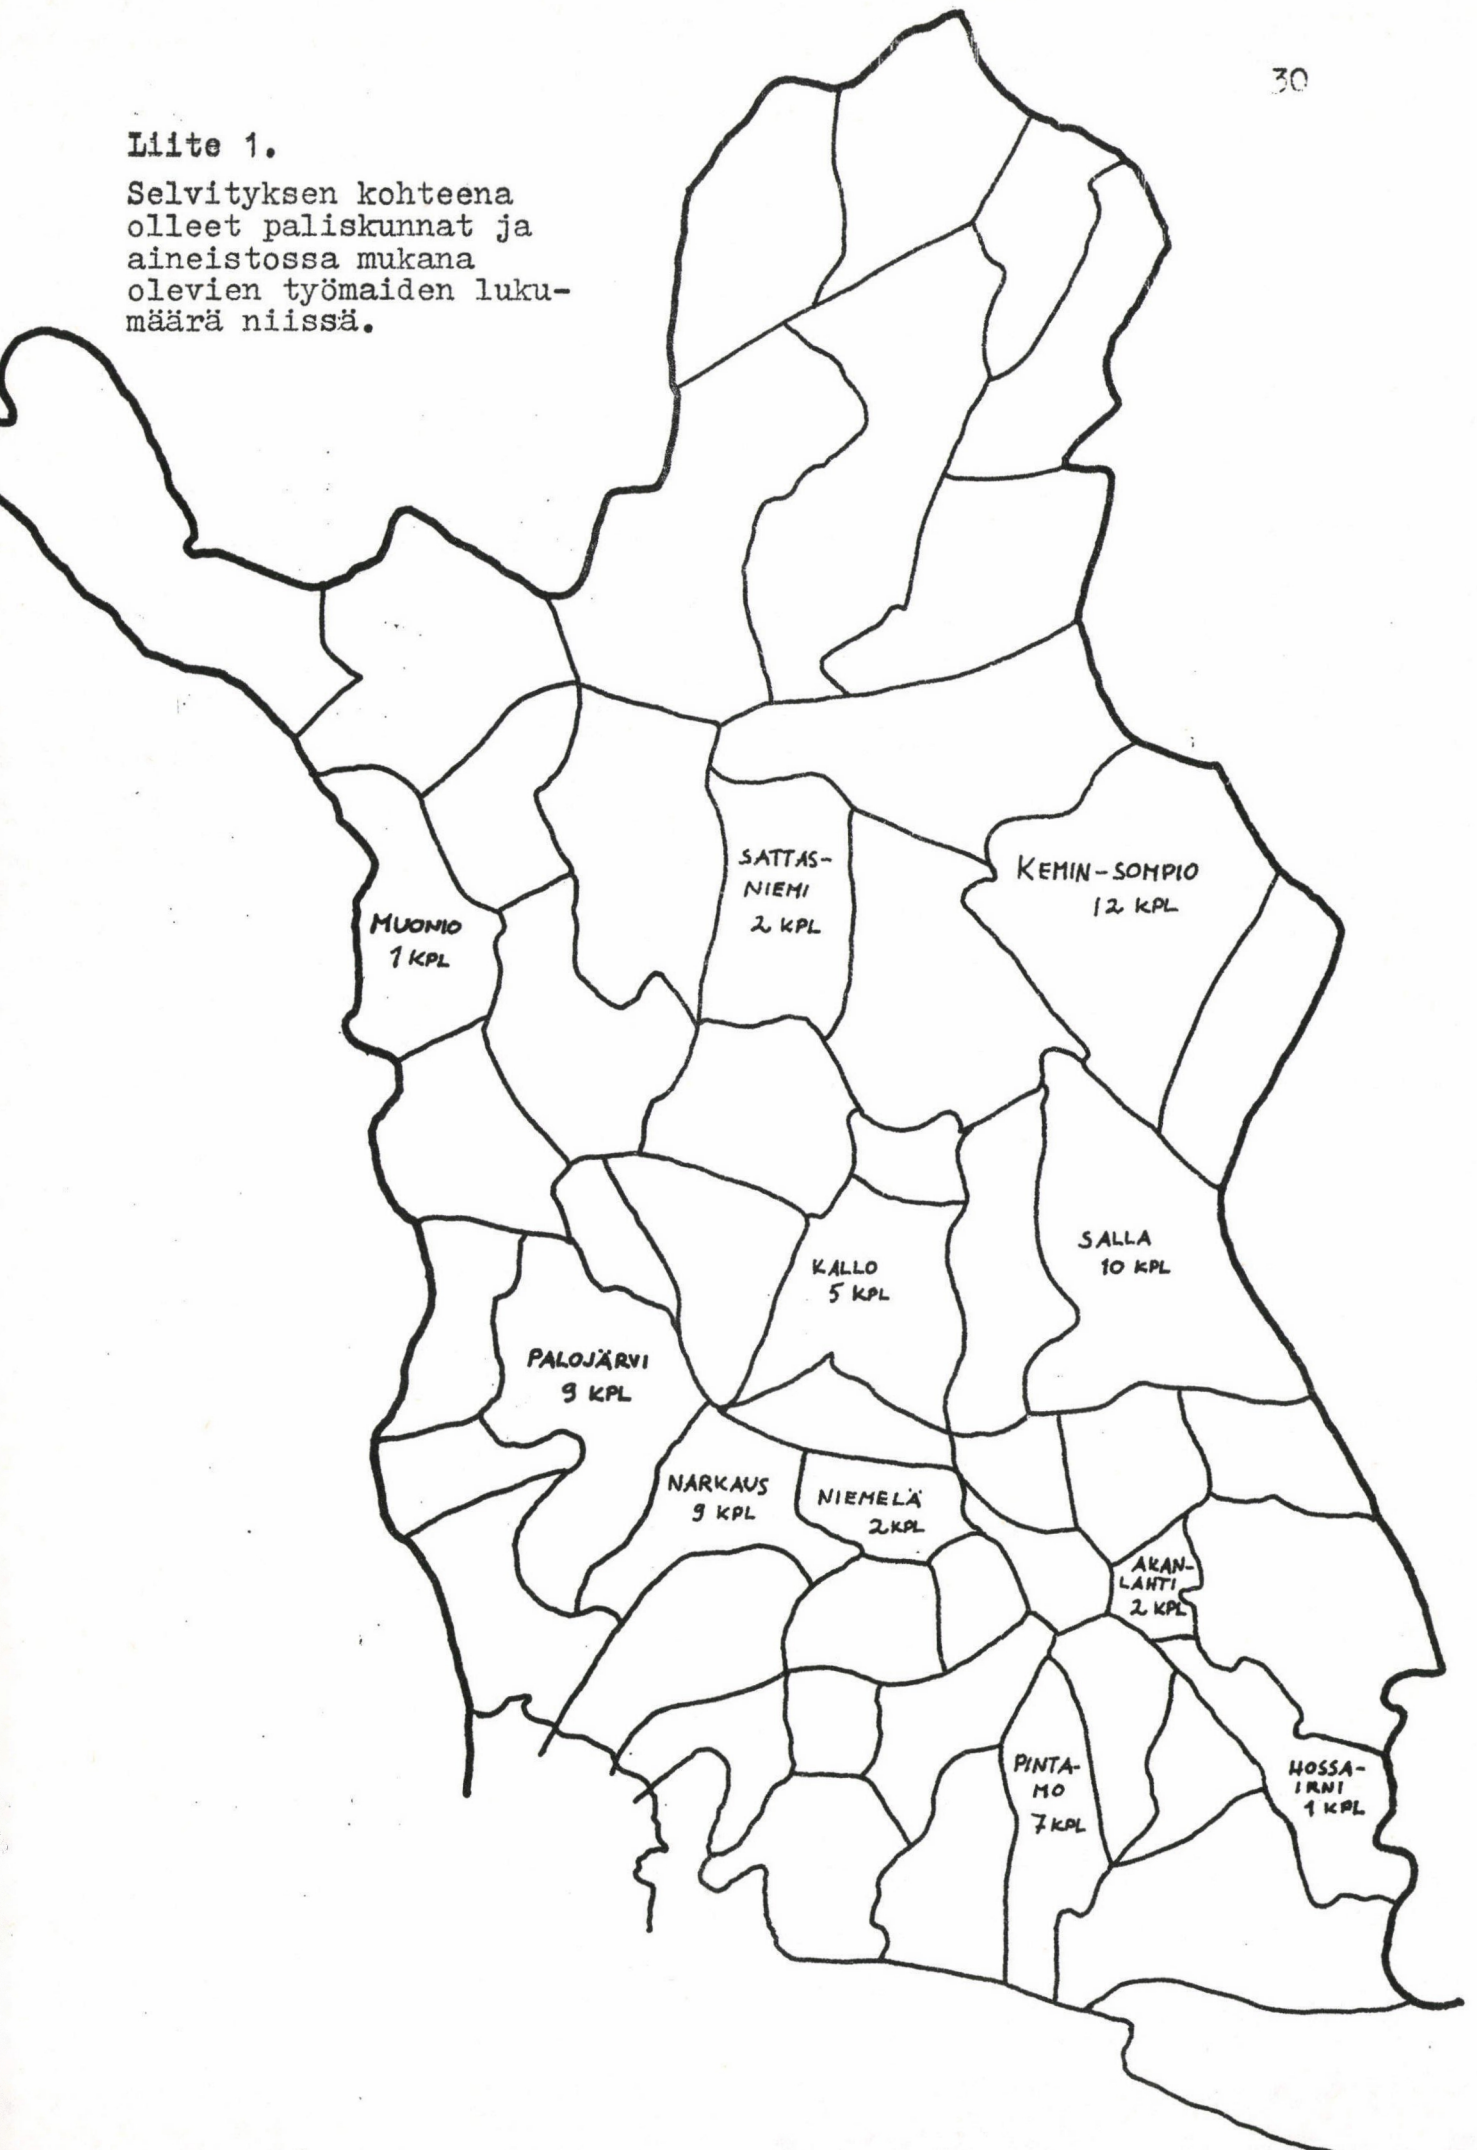 30
Liite 1.
Selvityksen kohteena
olleet paliskunnat ja
aineistossa mukana
olevien työmaiden luku-
määrä niissä.
SATTAS-
NIEMI
2 KPL
KEMIN-SOMPIO
12 KPL
MUONIO
1 KPL
SALLA
10 KPL
KALLO
5 KPL
PALOJÄRVI
9 KPL
NARKAUS
9 KPL
NIEMELÄ
2 KPL
AKAN-
LAHTI
2 KPL
PINTA-
MO
7 KPL
HOSSA-
IRNI
1 KPL